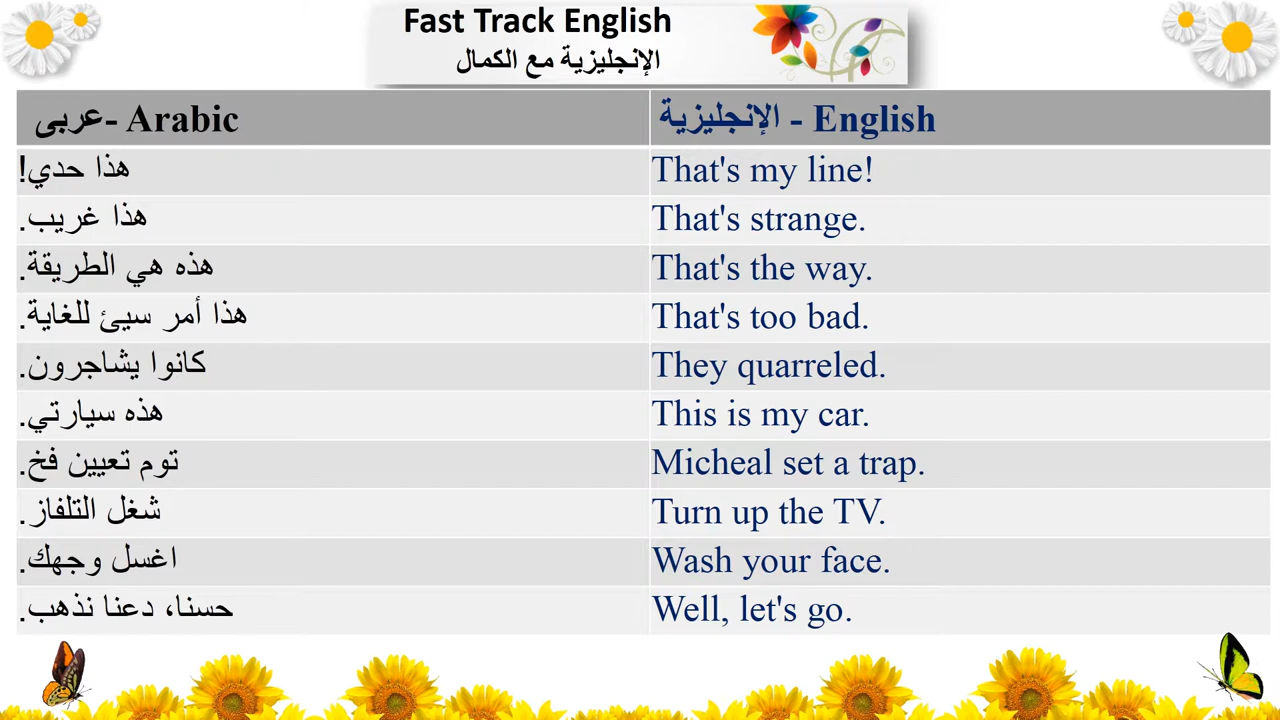 Fast Track English
الإنجليزية مع الكمال
عربى- Arabic الإنجليزية - English
هذا حدي! That's my line!
هذا غريب. That's strange.
هذه هي الطريقة. That's the way.
هذا أمر سيئ للغاية. That's too bad.
كانوا يشاجرون. They quarreled.
هذه سيارتي. This is my car.
توم تعيين فخ. Micheal set a trap.
شغل التلفاز. Turn up the TV.
اغسل وجهك. Wash your face.
حسنا، دعنا نذهب. Well, let's go.